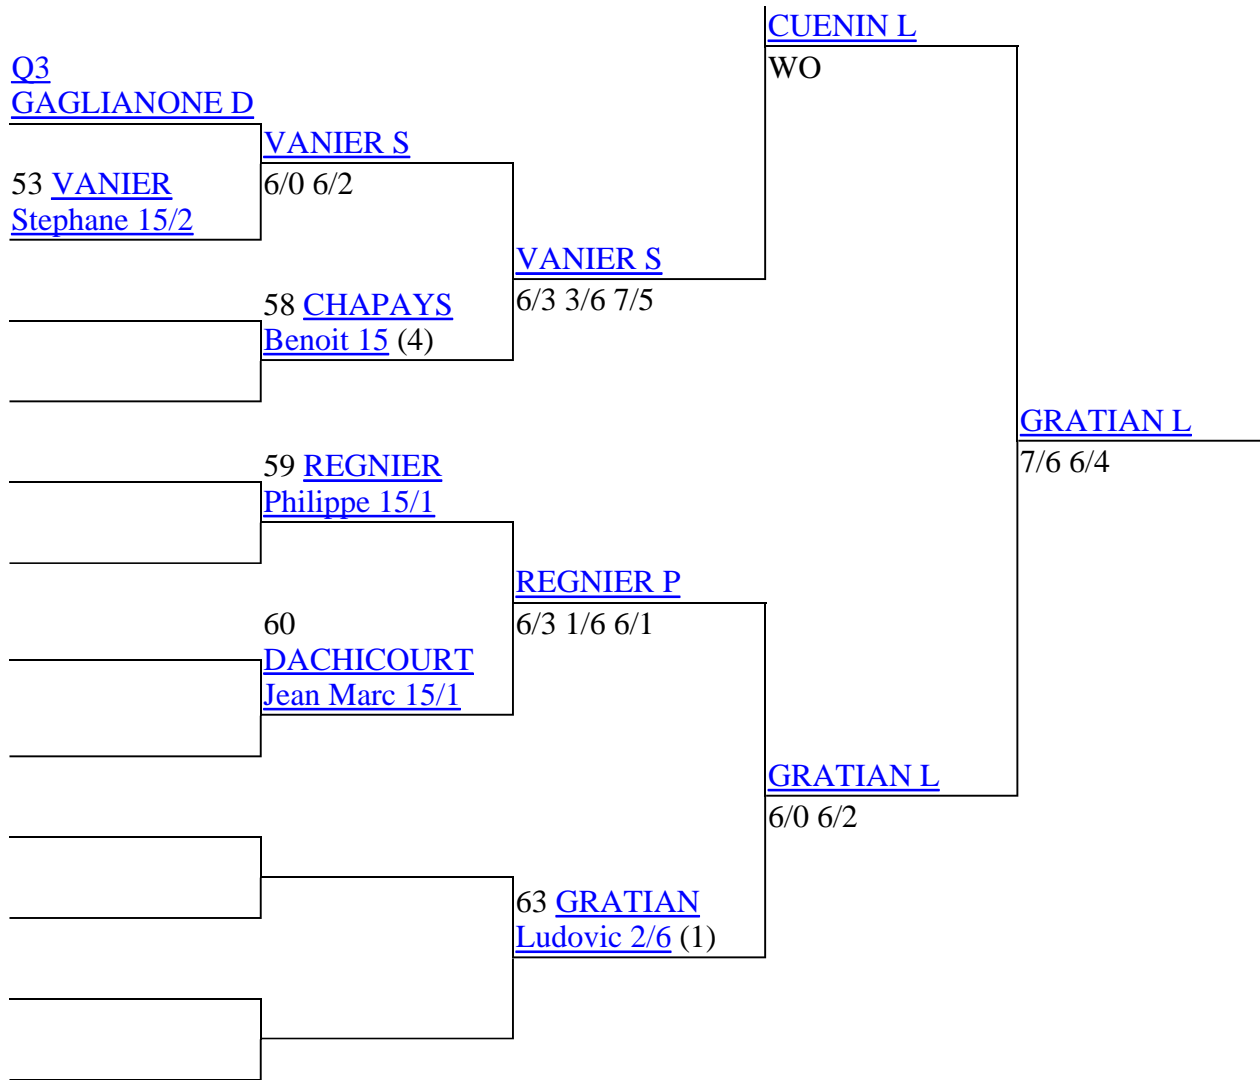 CUENIN L
WO
Q3
GAGLIANONE D
VANIER S
6/0 6/2
53 VANIER
Stephane 15/2
VANIER S
6/3 3/6 7/5
58 CHAPAYS
Benoit 15 (4)
GRATIAN L
7/6 6/4
59 REGNIER
Philippe 15/1
REGNIER P
6/3 1/6 6/1
60
DACHICOURT
Jean Marc 15/1
GRATIAN L
6/0 6/2
63 GRATIAN
Ludovic 2/6 (1)